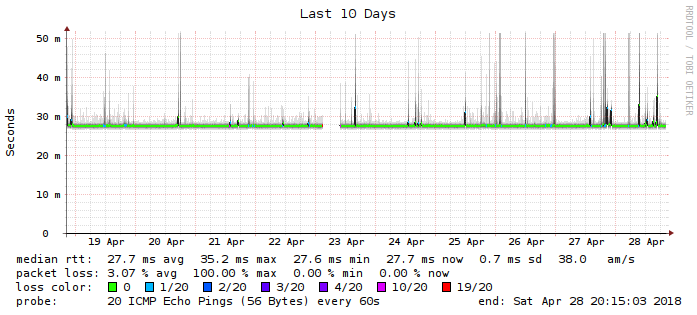 Last 10 Days
RRDTOOL / TOBI OETIKER
Seconds
50 m
40 m
30 m
20 m
10 m
0
19 Apr 20 Apr 21 Apr 22 Apr 23 Apr 24 Apr 25 Apr 26 Apr 27 Apr 28 Apr
median rtt: 27.7 ms avg 35.2 ms max 27.6 ms min 27.7 ms now 0.7 ms sd 38.0 am/s
packet loss: 3.07 % avg 100.00 % max 0.00 % min 0.00 % now
loss color: 0 1/20 2/20 3/20 4/20 10/20 19/20
probe: 20 ICMP Echo Pings (56 Bytes) every 60s end: Sat Apr 28 20:15:03 2018